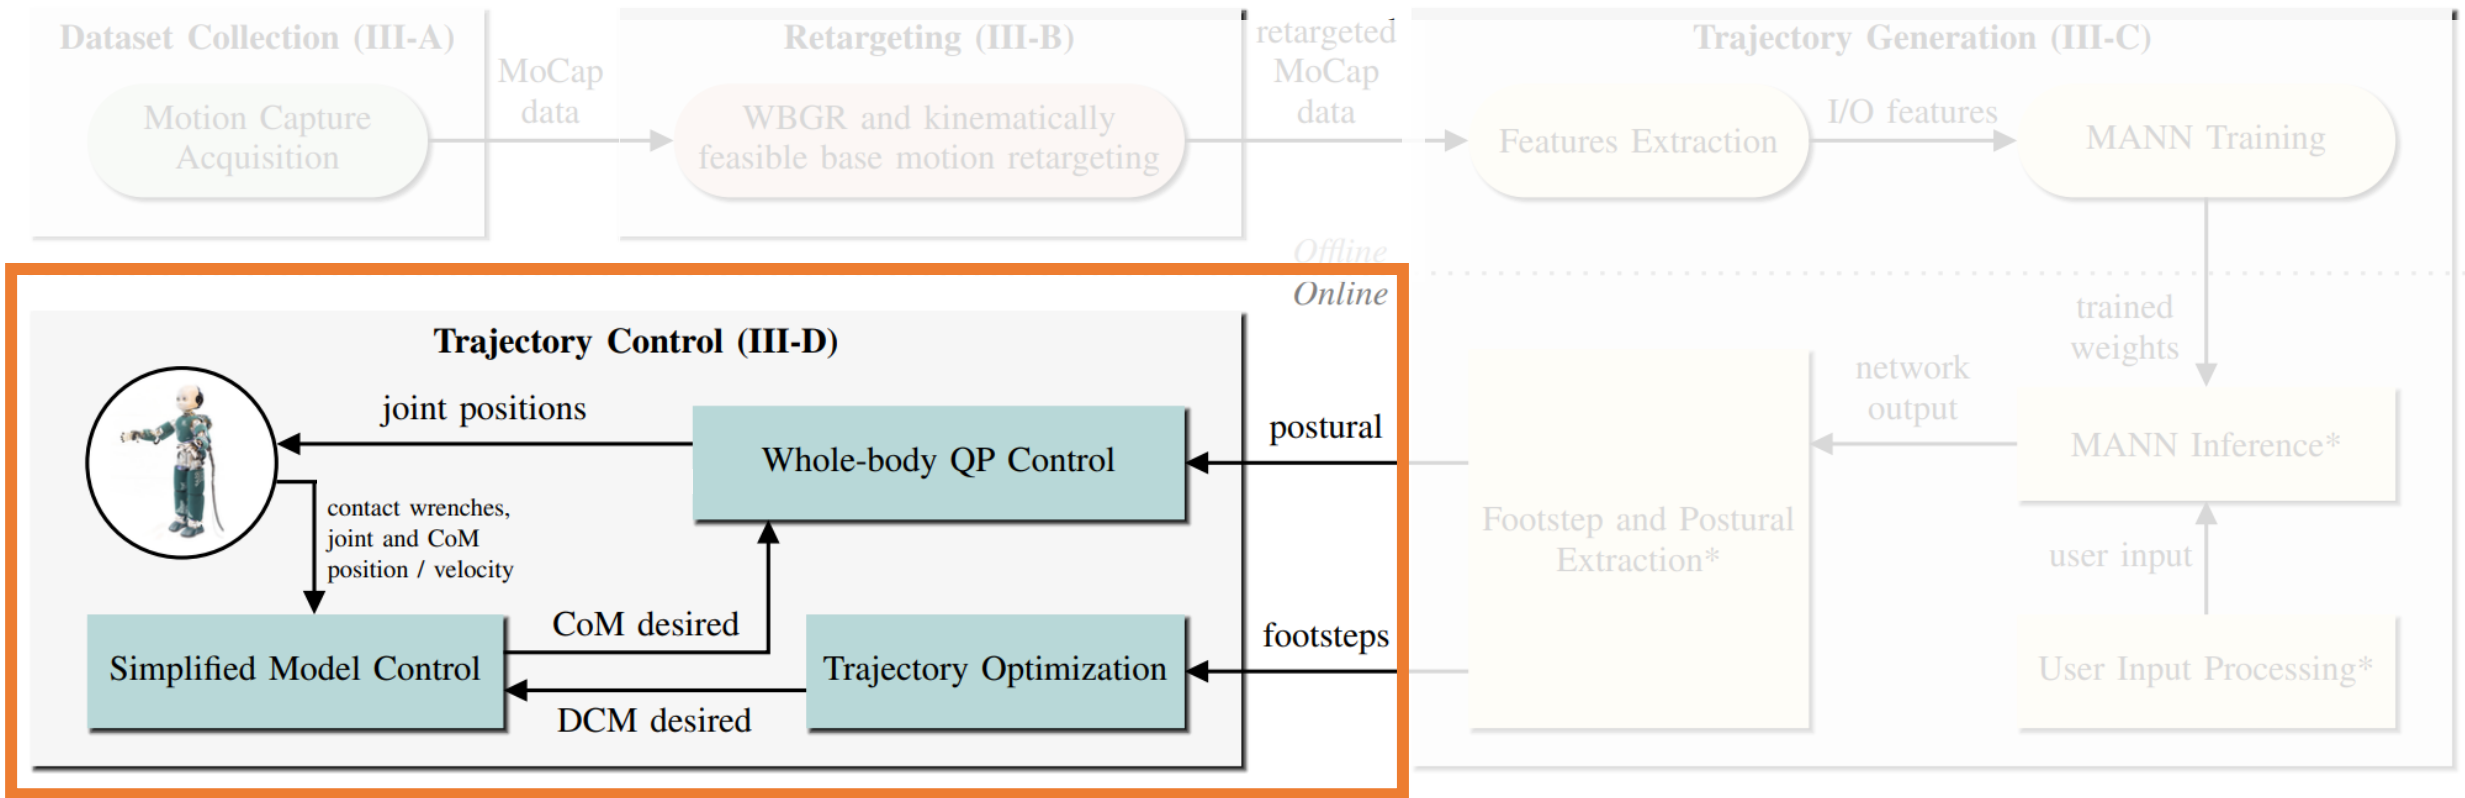 Dataset Collection (III-A)
Motion Capture
Acquisition
MoCap
data
Retargeting (III-B)
WBGR and kinematically
feasible base motion retargeting
retargeted
MoCap
data
Trajectory Generation (III-C)
Features Extraction
I/O features
MANN Training
Offline
Online
trained
weights
network
output
MANN Inference*
user input
User Input Processing*
Footstep and Postural
Extraction*
postural
footsteps
Trajectory Control (III-D)
joint positions
Whole-body QP Control
contact wrenches,
joint and CoM
position / velocity
CoM desired
Simplified Model Control
Trajectory Optimization
DCM desired